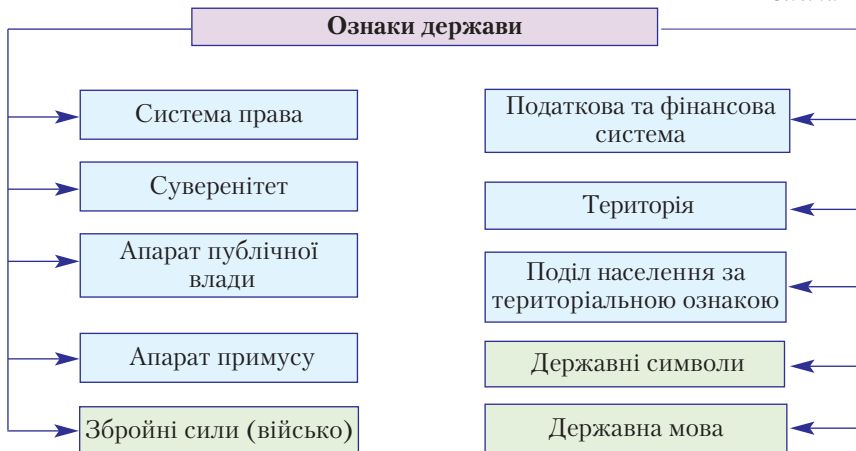 Ознаки держави
Система права
Суверенітет
Апарат публічної
влади
Апарат примусу
Збройні сили (військо)
Податкова та фінансова
система
Територія
Поділ населення за
територіальною ознакою
Державні символи
Державна мова